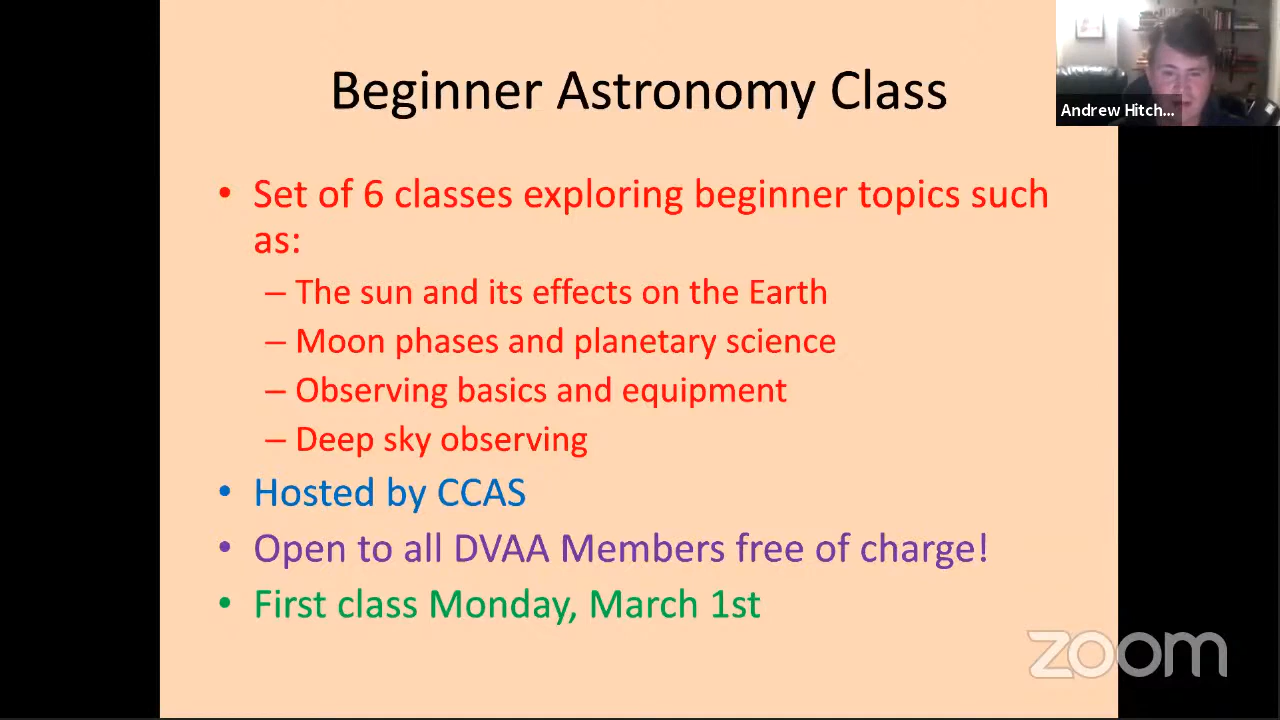 Beginner Astronomy Class
Andrew Hitch...
• Set of 6 classes exploring beginner topics such
as:
– The sun and its effects on the Earth
– Moon phases and planetary science
– Observing basics and equipment
– Deep sky observing
• Hosted by CCAS
• Open to all DVAA Members free of charge!
• First class Monday, March 1st
zoom